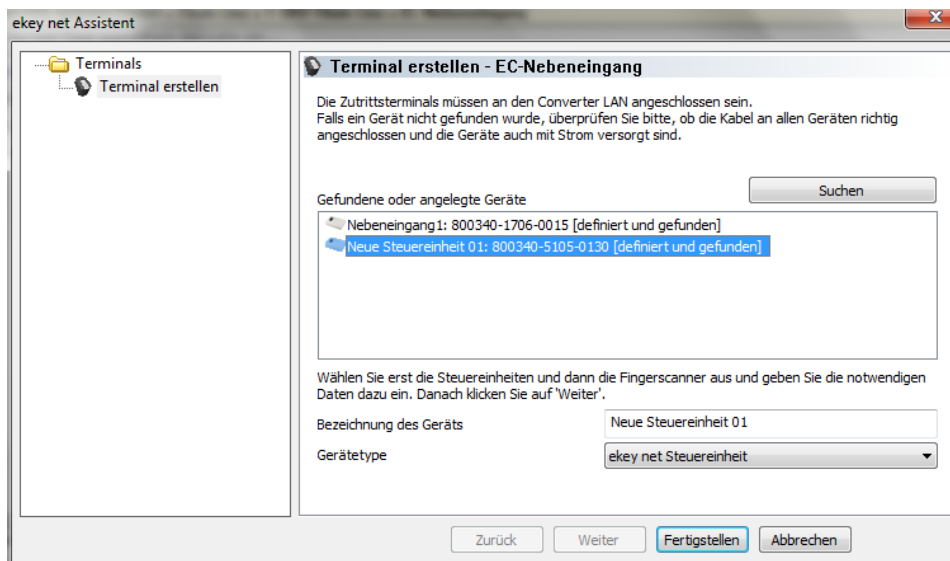 ekey net Assistent
Terminals
Terminal erstellen
Terminal erstellen - EC-Nebeneingang
Die Zutrittsterminals müssen an den Converter LAN angeschlossen sein.
Falls ein Gerät nicht gefunden wurde, überprüfen Sie bitte, ob die Kabel an allen Geräten richtig
angeschlossen und die Geräte auch mit Strom versorgt sind.
Suchen
Gefundene oder angelegte Geräte
Nebeneingang1: 800340-1706-0015 [definiert und gefunden]
Neue Steuereinheit 01: 800340-5105-0130 [definiert und gefunden]
Wählen Sie erst die Steuereinheiten und dann die Fingerscanner aus und geben Sie die notwendigen
Daten dazu ein. Danach klicken Sie auf 'Weiter'.
Bezeichnung des Geräts
Neue Steuereinheit 01
Gerätetype
ekey net Steuereinheit
Zurück
Weiter
Fertigstellen
Abbrechen